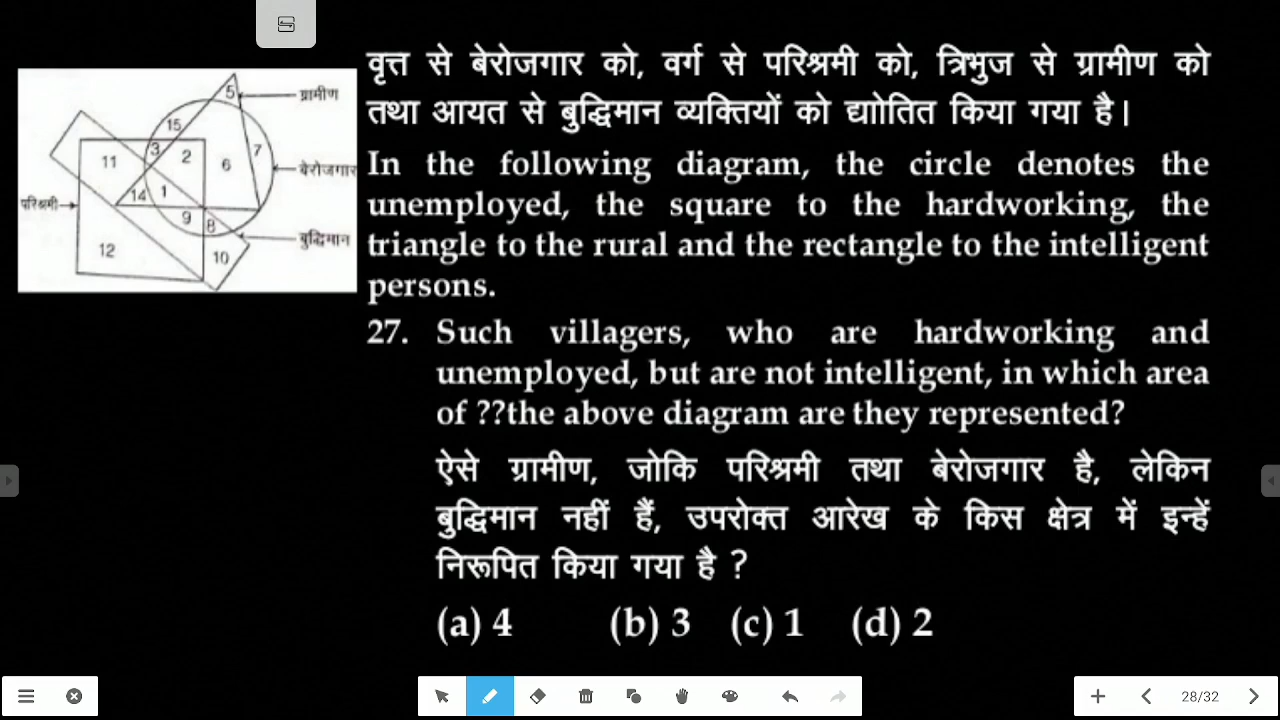 वृत्त से बेरोजगार को, वर्ग से परिश्रमी को, त्रिभुज से ग्रामीण को
तथा आयत से बुद्धिमान व्यक्तियों को द्योतित किया गया है।
In the following diagram, the circle denotes the
unemployed, the square to the hardworking, the
triangle to the rural and the rectangle to the intelligent
persons.
5
ग्रामीण
15
3
2
7
11
6
बेरोजगार
14
1
परिश्रमी
9
8
बुद्धिमान
12
10
27. Such villagers, who are hardworking and
unemployed, but are not intelligent, in which area
of ??the above diagram are they represented?
ऐसे ग्रामीण, जोकि परिश्रमी तथा बेरोजगार है, लेकिन
बुद्धिमान नहीं हैं, उपरोक्त आरेख के किस क्षेत्र में इन्हें
निरूपित किया गया है ?
(a) 4 (b) 3 (c) 1 (d) 2
28/32